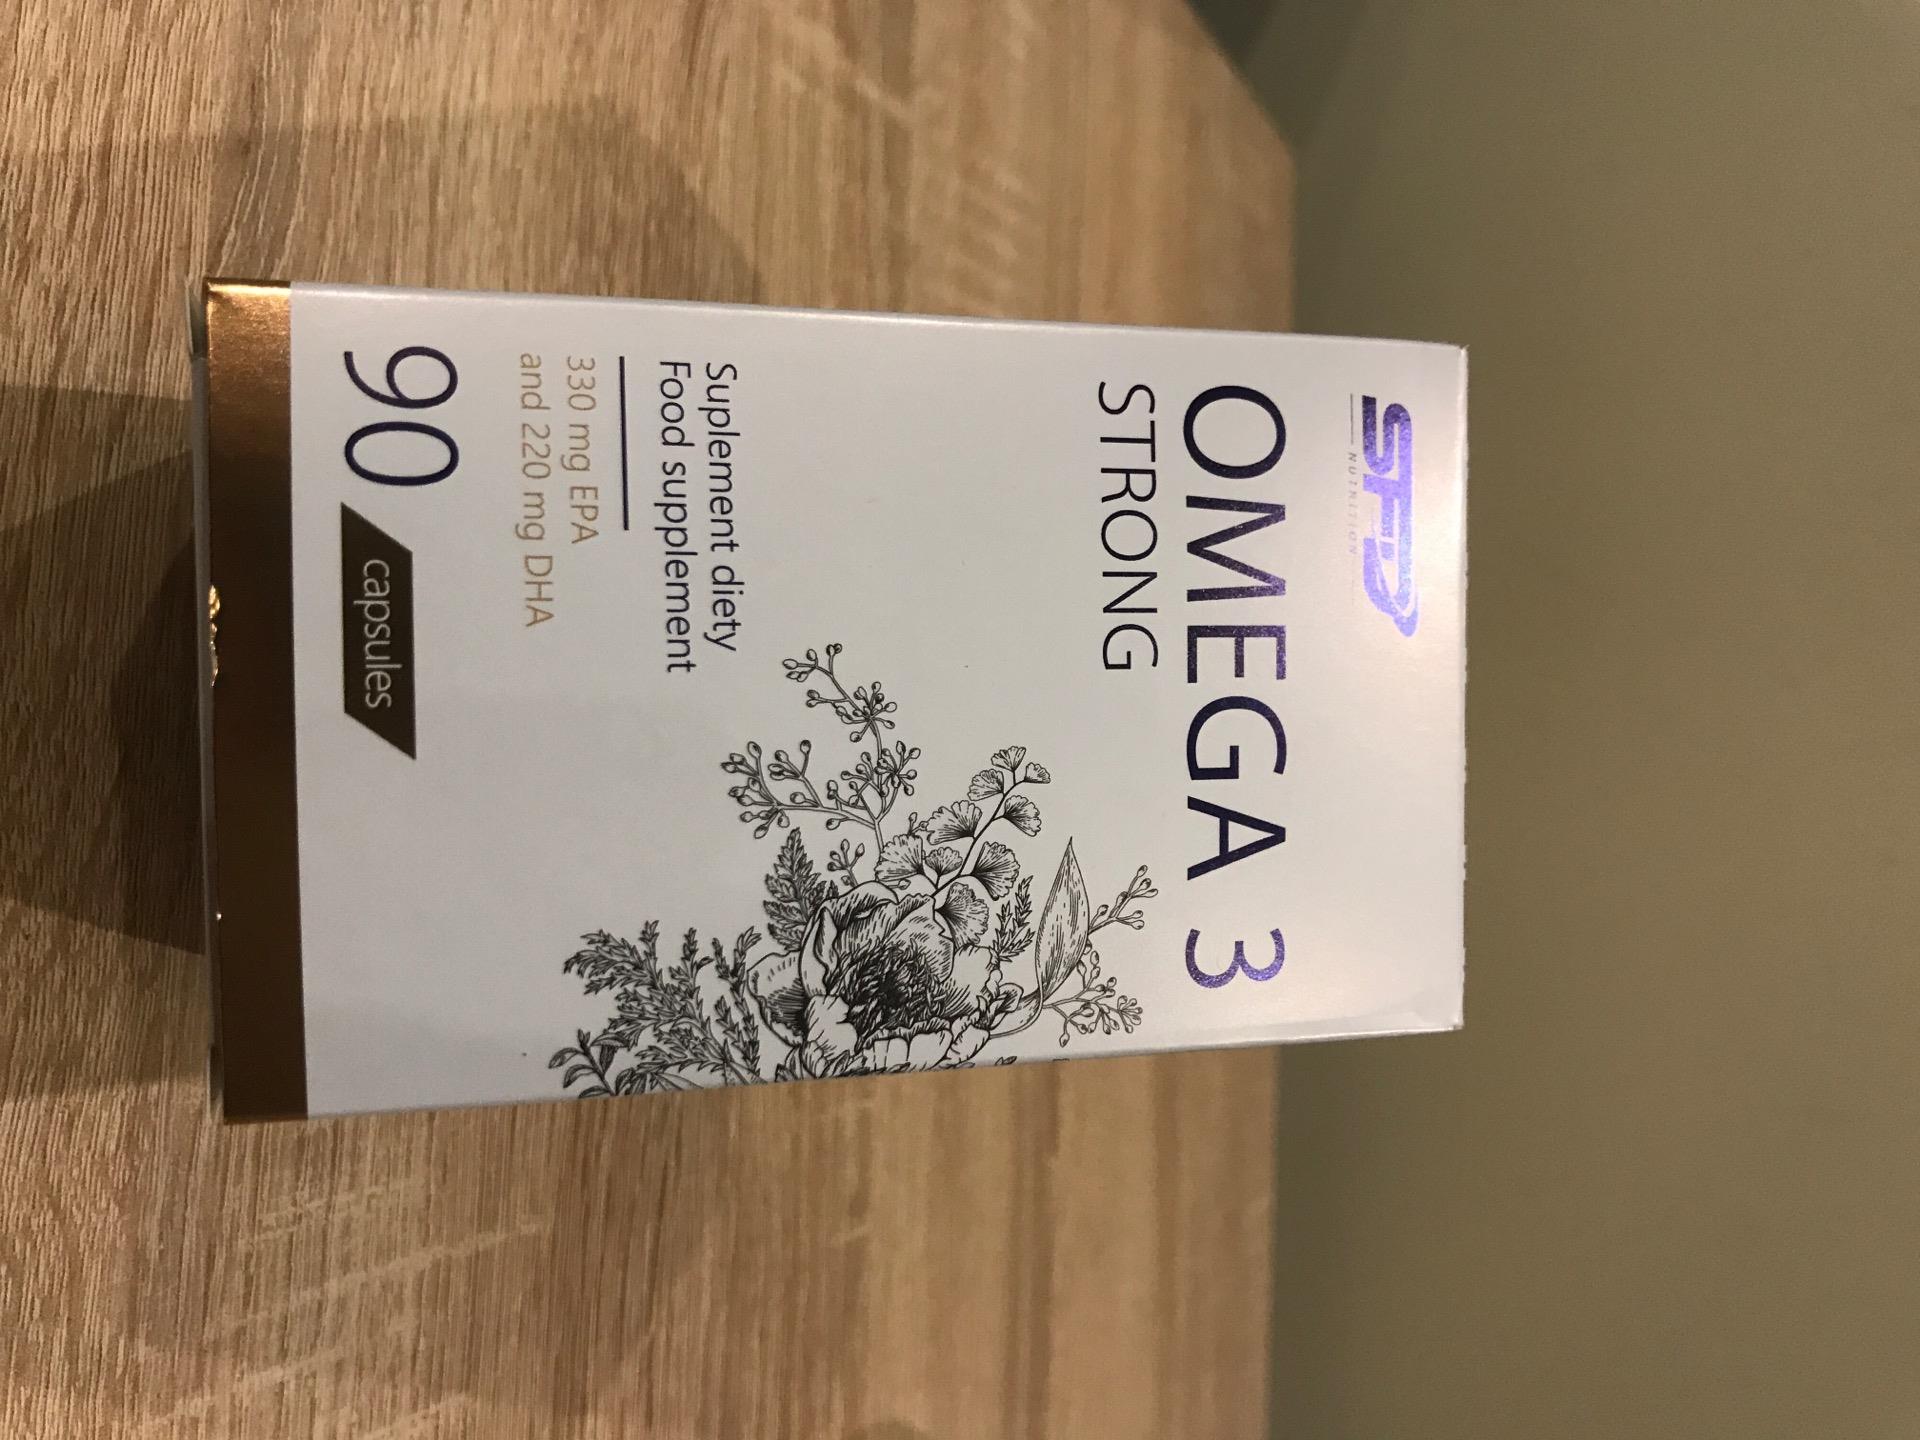 SFD
NUTRITION
OMEGA 3
STRONG
Suplement diety
Food supplement
330 mg EPA
and 220 mg DHA
90 capsules